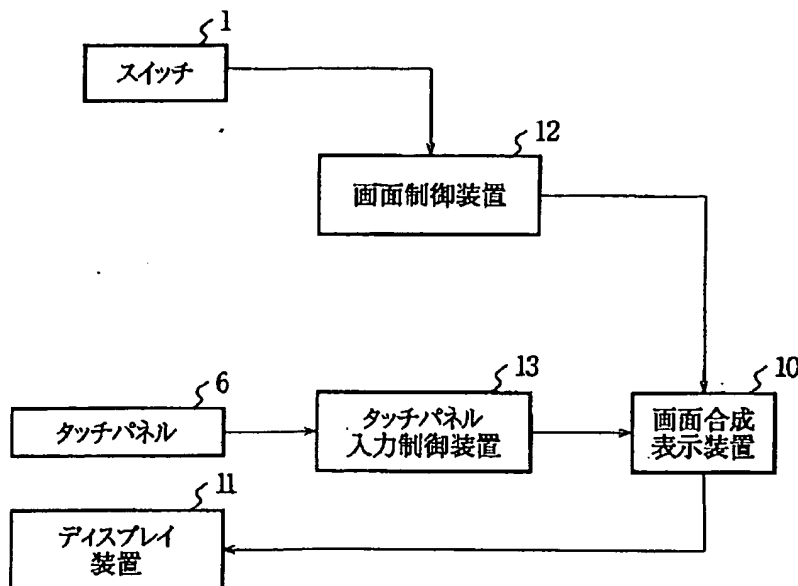 1
スイッチ
12
画面制御装置
6
タッチパネル
13
タッチパネル
入力制御装置
10
画面合成
表示装置
11
ディスプレイ
装置